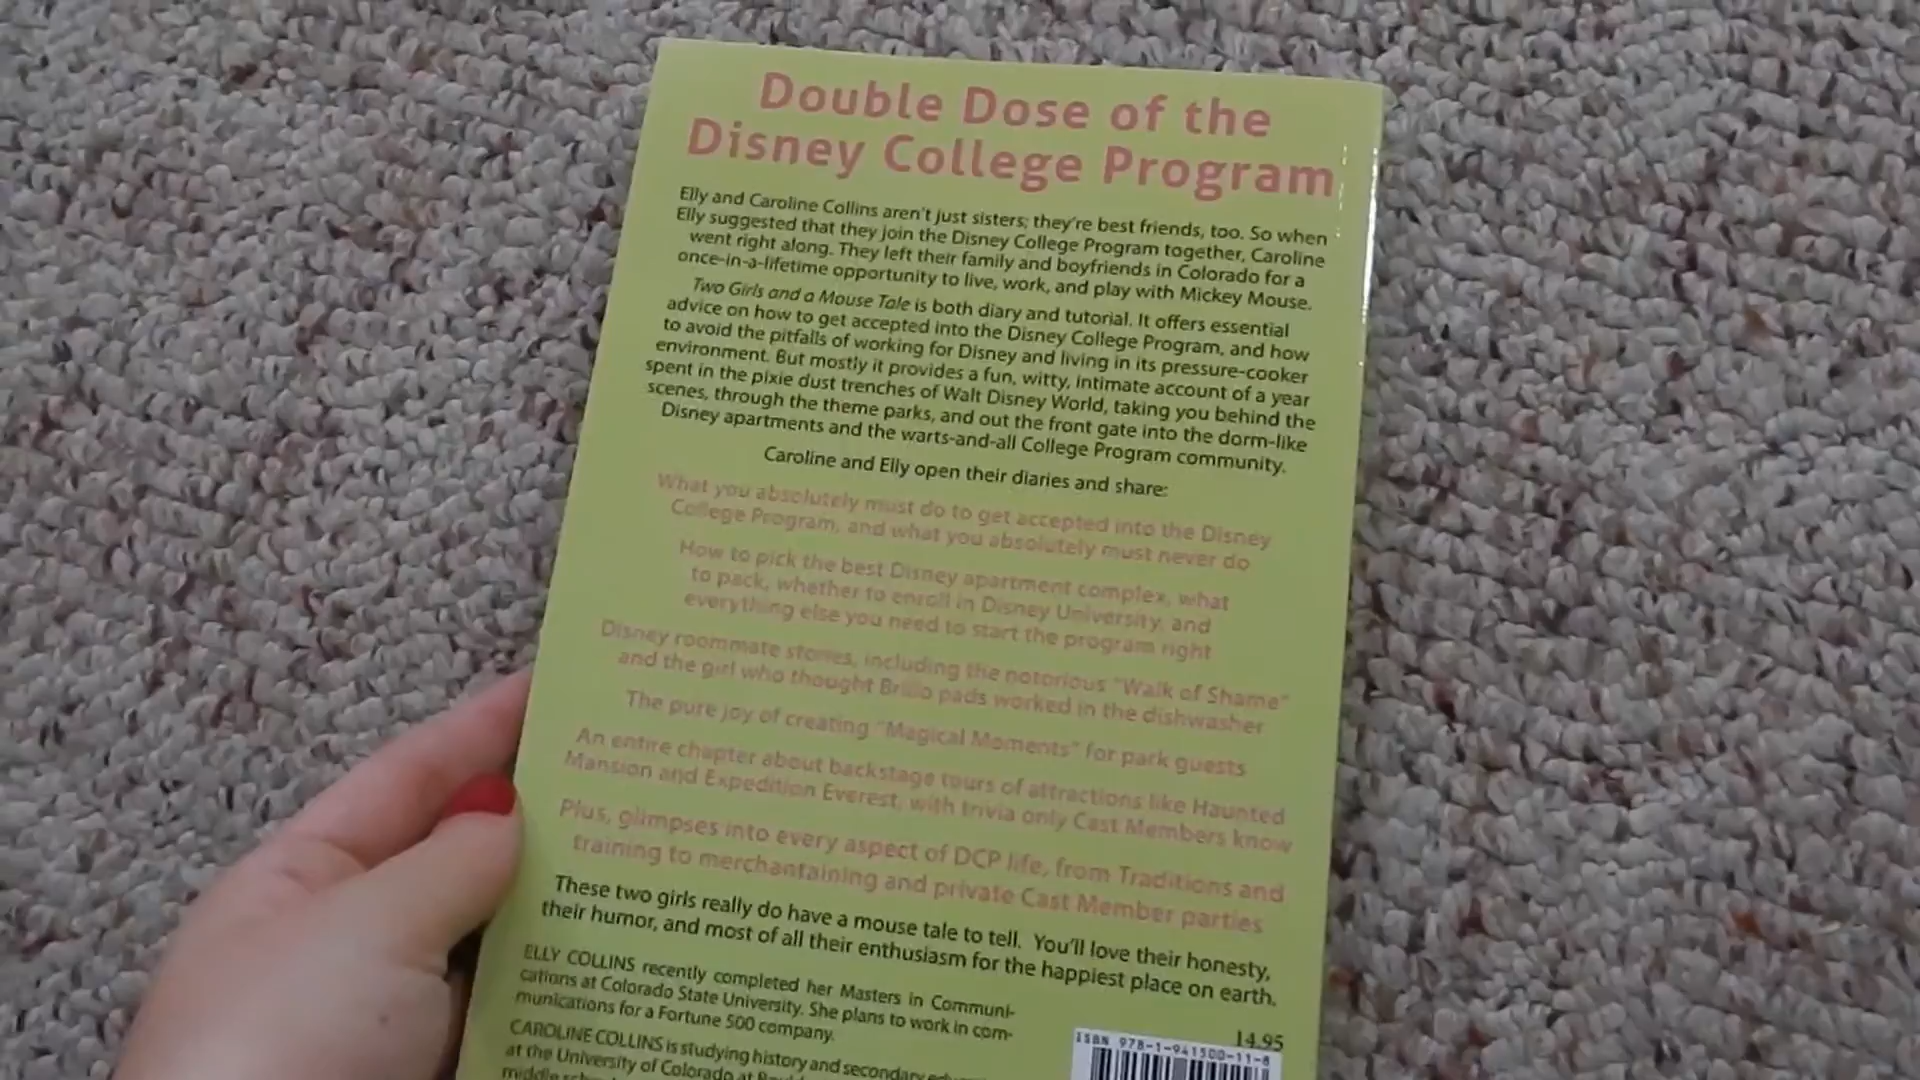 Double Dose of the
Disney College Program
Elly and Caroline Collins aren't just sisters; they're best friends, too. So when
Elly suggested that they join the Disney College Program together, Caroline
went right along. They left their family and boyfriends in Colorado for a
once-in-a-lifetime opportunity to live, work, and play with Mickey Mouse.
Two Girls and a Mouse Tale is both diary and tutorial. It offers essential
advice on how to get accepted into the Disney College Program, and how
to avoid the pitfalls of working for Disney and living in its pressure-cooker
environment. But mostly it provides a fun, witty, intimate account of a year
spent in the pixie dust trenches of Walt Disney World, taking you behind the
scenes, through the theme parks, and out the front gate into the dorm-like
Disney apartments and the warts-and-all College Program community.
Caroline and Elly open their diaries and share:
What you absolutely must do to get accepted into the Disney
College Program, and what you absolutely must never do
How to pick the best Disney apartment complex, what
to pack, whether to enroll in Disney University, and
everything else you need to start the program right
Disney roommate stories, including the notorious "Walk of Shame"
and the girl who thought Brillo pads worked in the dishwasher
The pure joy of creating "Magical Moments" for park guests
An entire chapter about backstage tours of attractions like Haunted
Mansion and Expedition Everest, with trivia only Cast Members know
Plus, glimpses into every aspect of DCP life, from Traditions and
training to merchantaining and private Cast Member parties
These two girls really do have a mouse tale to tell. You'll love their honesty,
their humor, and most of all their enthusiasm for the happiest place on earth.
ELLY COLLINS recently completed her Masters in Communi-
cations at Colorado State University. She plans to work in com-
munications for a Fortune 500 company.
CAROLINE COLLINS is studying history and secondary
at the University of Colorado at
middle
14.95
ISBN 978-1-941500-11-8